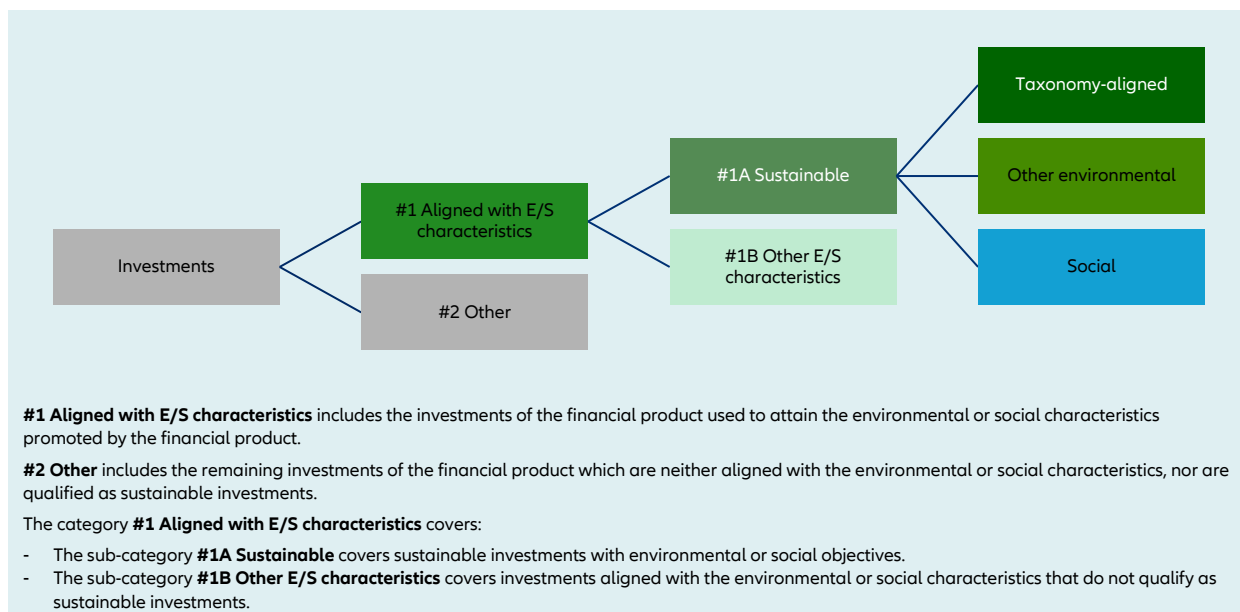 Taxonomy-aligned
#1A Sustainable
Other environmental
#1 Aligned with E/S
characteristics
Investments
#1B Other E/S
characteristics
Social
#2 Other
#1 Aligned with E/S characteristics includes the investments of the financial product used to attain the environmental or social characteristics
promoted by the financial product.
#2 Other includes the remaining investments of the financial product which are neither aligned with the environmental or social characteristics, nor are
qualified as sustainable investments.
The category #1 Aligned with E/S characteristics covers:
- The sub-category #1A Sustainable covers sustainable investments with environmental or social objectives.
- The sub-category #1B Other E/S characteristics covers investments aligned with the environmental or social characteristics that do not qualify as
sustainable investments.